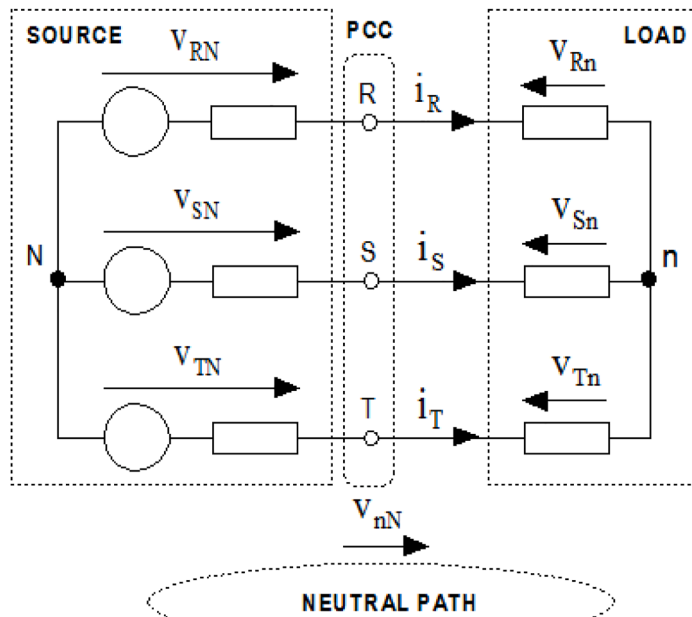 SOURCE PCC LOAD
vRN
vRn
R
iR
vSN
vSn
N
S
iS
n
vTN
vTn
T
iT
vnN
NEUTRAL PATH